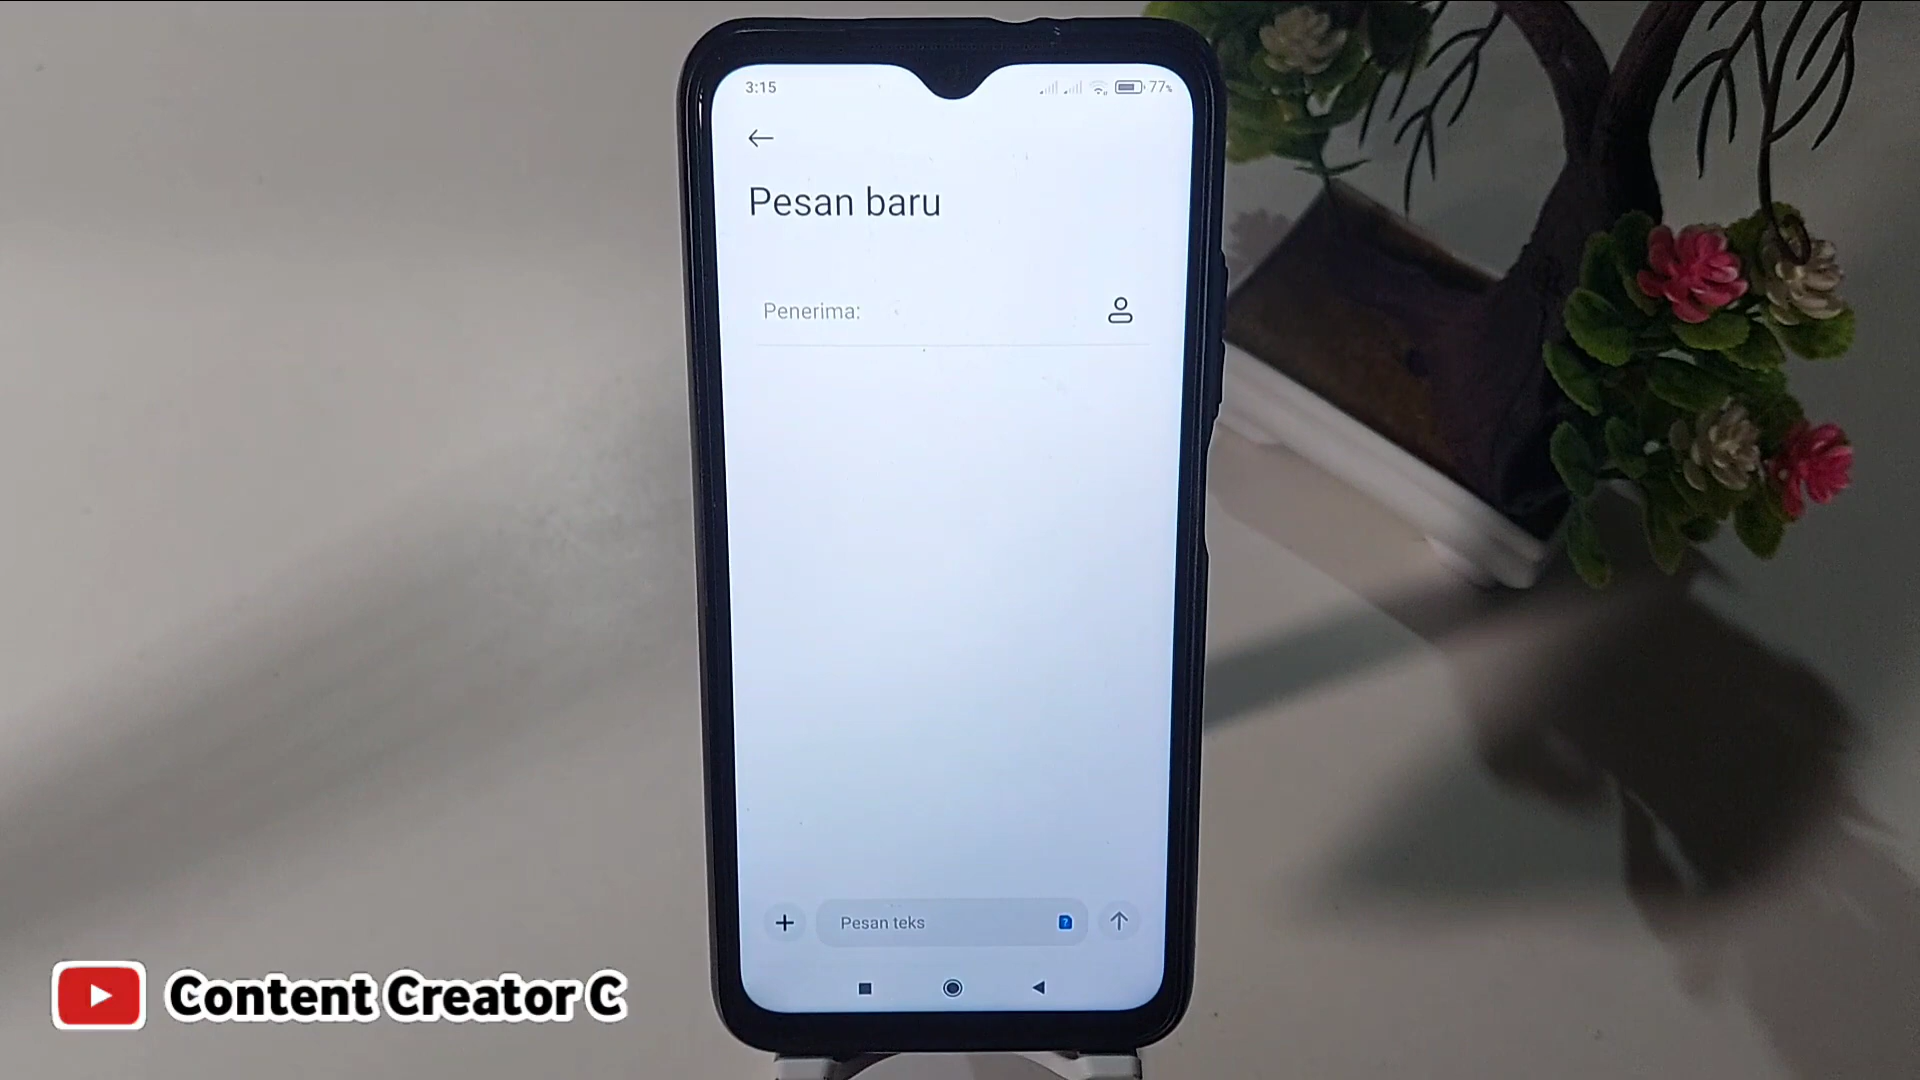 3:15
77%
Pesan baru
Penerima:
Pesan teks
?
Content Creator C